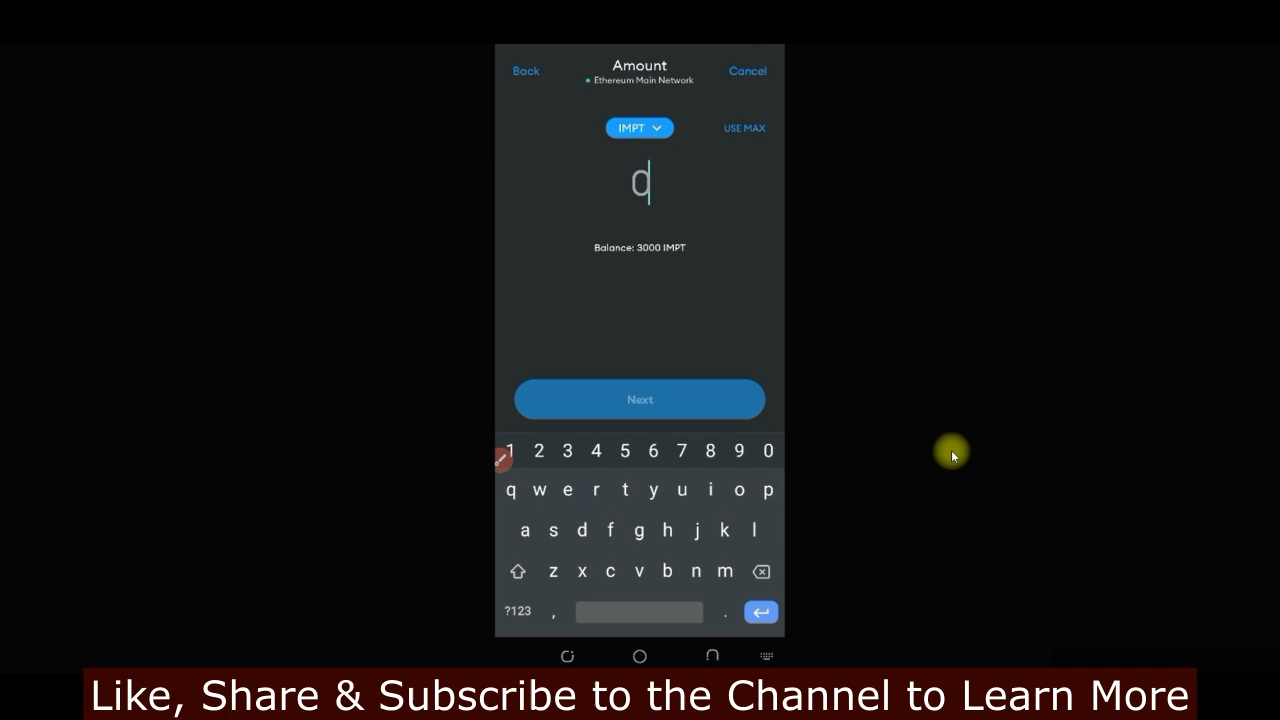 Back
Amount
Cancel
Ethereum Main Network
IMPT
USE MAX
0
Balance: 3000 IMPT
Next
1 2 3 4 5 6 7 8 9 0
q w e r t y u i o p
a s d f g h j k l
z x c v b n m
?123 , .
Like, Share & Subscribe to the Channel to Learn More